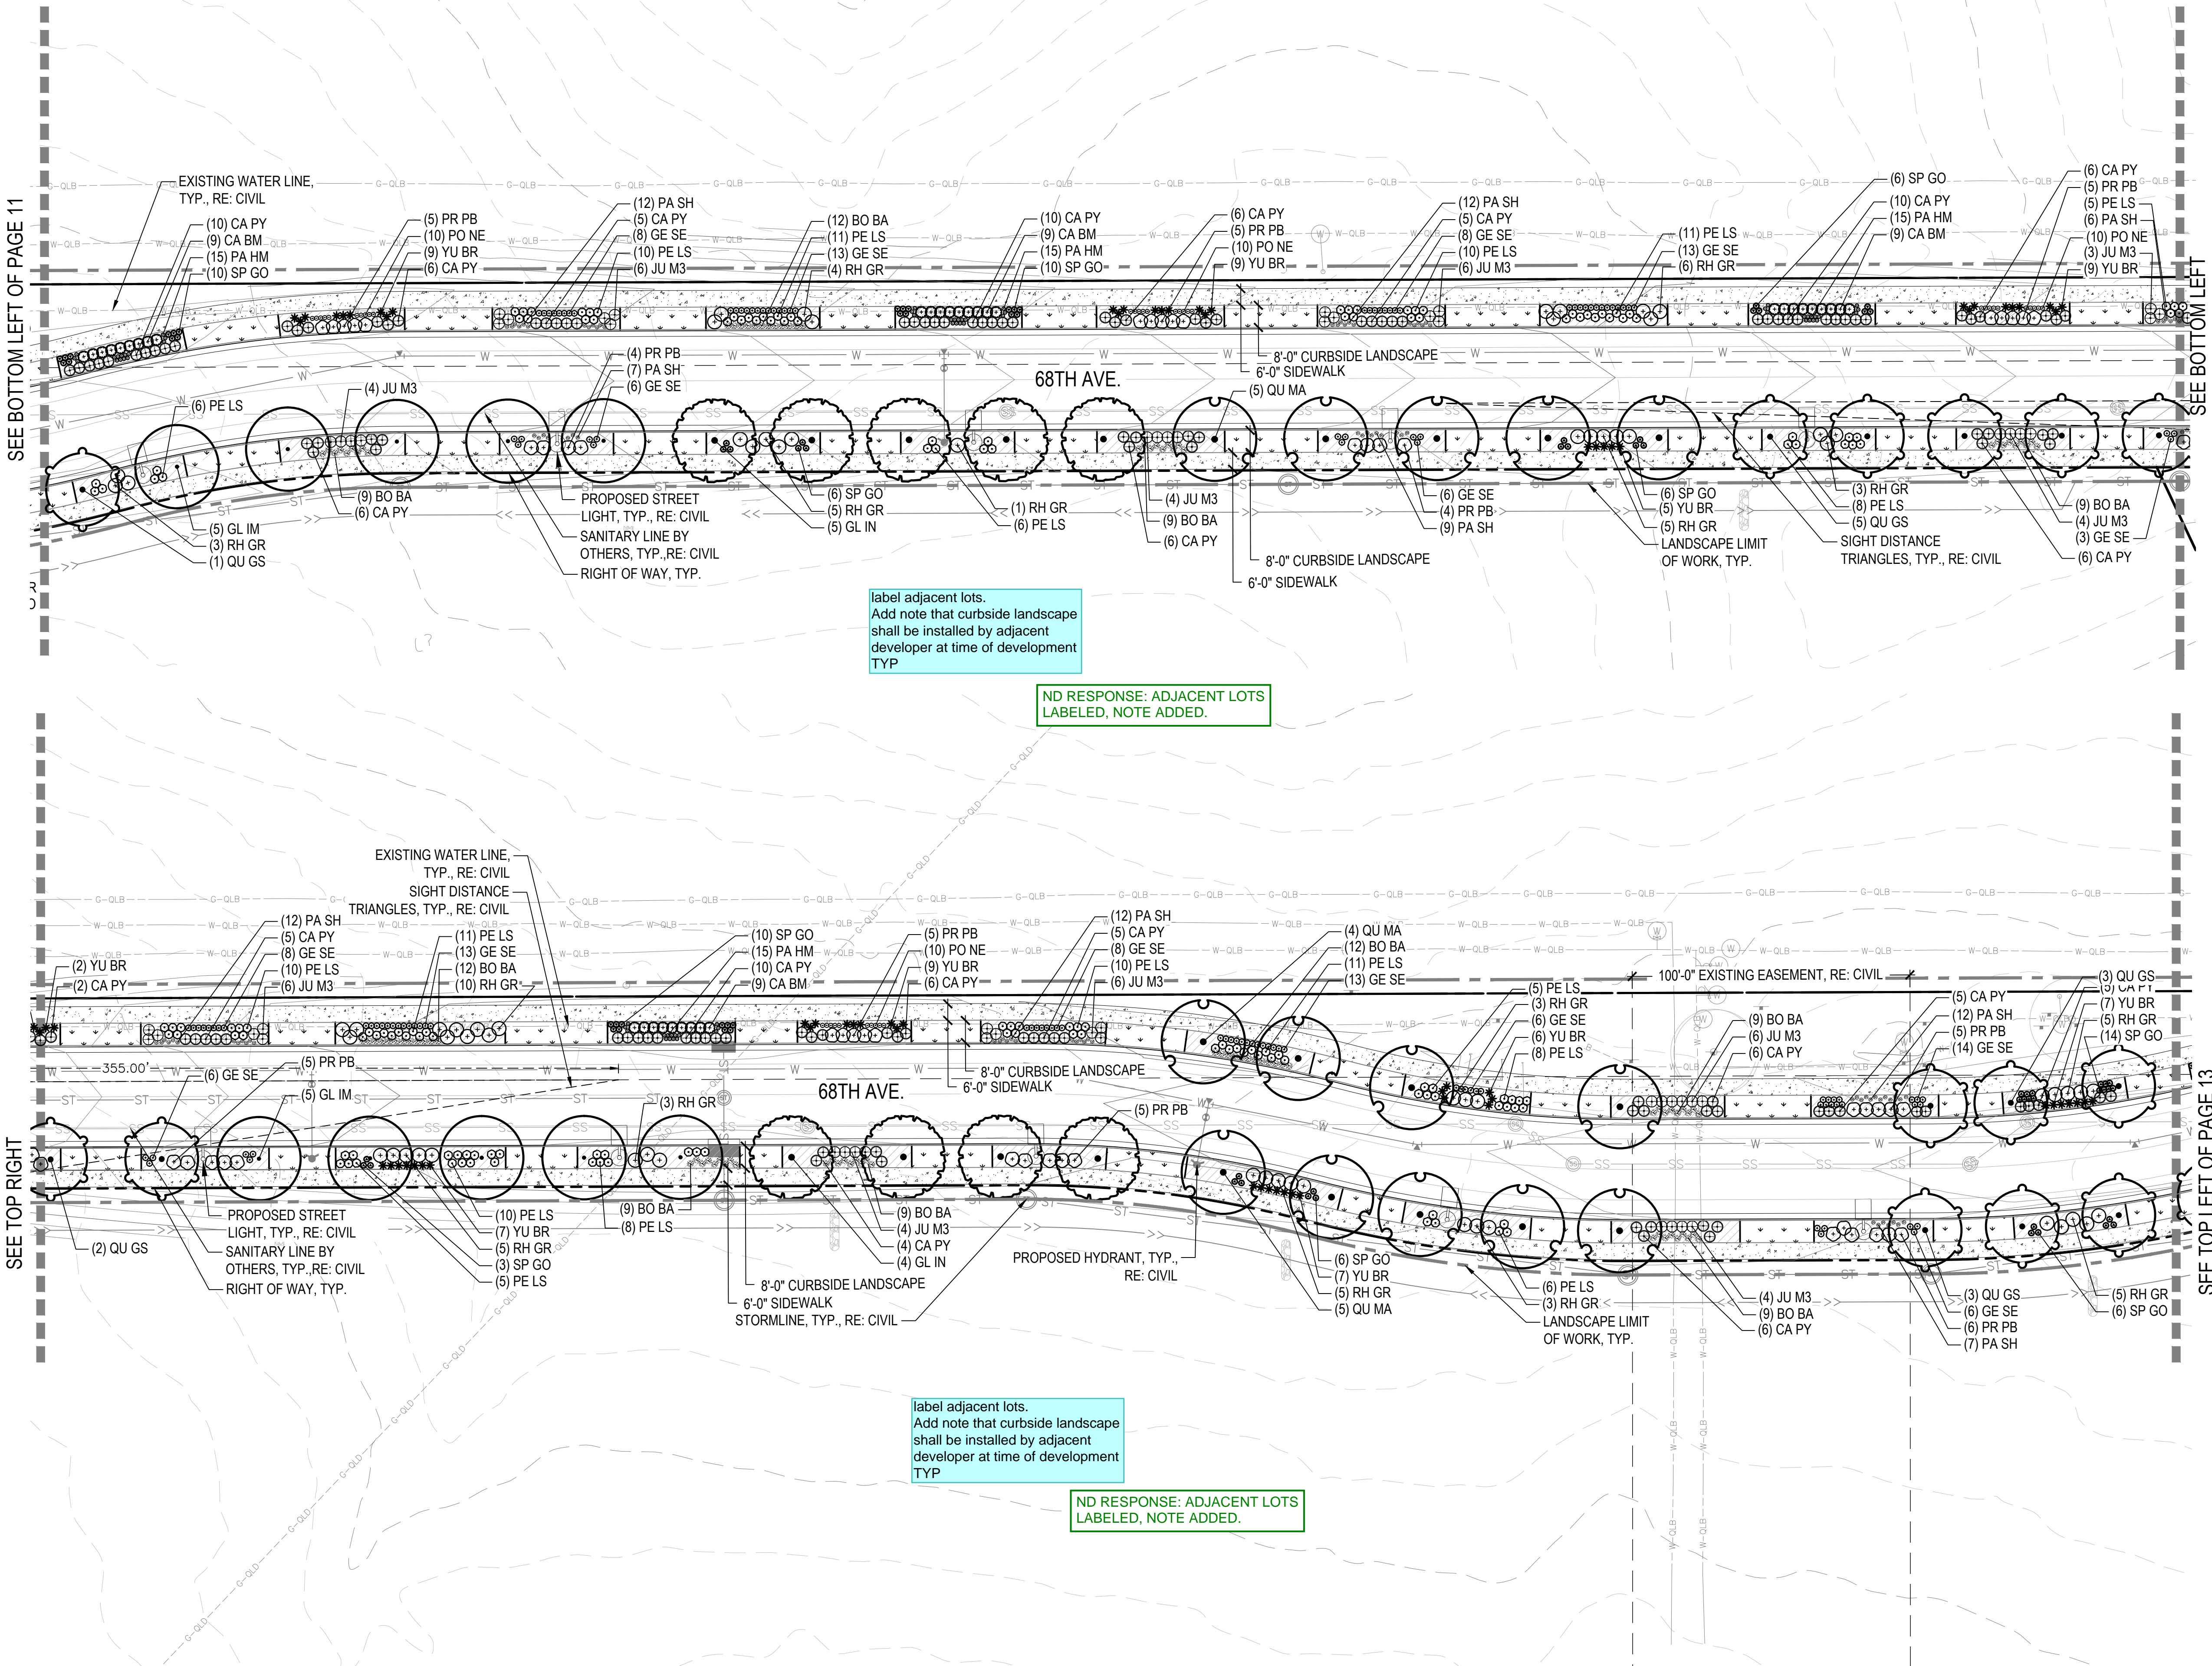 SEE BOTTOM LEFT OF PAGE 11
EXISTING WATER LINE,
TYP., RE: CIVIL
(10) CA PY
(9) CA BM
(15) PA HM
(10) SP GO
(5) PR PB
(10) PO NE
(9) YU BR
(6) CA PY
(12) PA SH
(5) CA PY
(8) GE SE
(10) PE LS
(6) JU M3
(12) BO BA
(11) PE LS
(13) GE SE
(4) RH GR
(10) CA PY
(9) CA BM
(15) PA HM
(10) SP GO
(6) CA PY
(5) PR PB
(10) PO NE
(9) YU BR
(12) PA SH
(5) CA PY
(8) GE SE
(10) PE LS
(6) JU M3
(11) PE LS
(13) GE SE
(6) RH GR
(6) SP GO
(10) CA PY
(15) PA HM
(9) CA BM
(6) CA PY
(5) PR PB
(5) PE LS
(6) PA SH
(10) PO NE
(3) JU M3
(9) YU BR
SEE BOTTOM LEFT
8'-0" CURBSIDE LANDSCAPE
6'-0" SIDEWALK
68TH AVE.
(4) PR PB
(7) PA SH
(6) GE SE
(4) JU M3
(6) PE LS
(5) QU MA
(9) BO BA
(6) CA PY
(5) GL IM
(3) RH GR
(1) QU GS
PROPOSED STREET
LIGHT, TYP., RE: CIVIL
SANITARY LINE BY
OTHERS, TYP.,RE: CIVIL
RIGHT OF WAY, TYP.
(6) SP GO
(5) RH GR
(5) GL IN
(1) RH GR
(6) PE LS
(4) JU M3
(9) BO BA
(6) CA PY
8'-0" CURBSIDE LANDSCAPE
6'-0" SIDEWALK
(6) GE SE
(4) PR PB
(9) PA SH
(6) SP GO
(5) YU BR
(5) RH GR
LANDSCAPE LIMIT
OF WORK, TYP.
(3) RH GR
(8) PE LS
(5) QU GS
SIGHT DISTANCE
TRIANGLES, TYP., RE: CIVIL
(9) BO BA
(4) JU M3
(3) GE SE
(6) CA PY
label adjacent lots.
Add note that curbside landscape
shall be installed by adjacent
developer at time of development
TYP
ND RESPONSE: ADJACENT LOTS
LABELED, NOTE ADDED.
SEE TOP RIGHT
EXISTING WATER LINE,
TYP., RE: CIVIL
SIGHT DISTANCE
TRIANGLES, TYP., RE: CIVIL
(2) YU BR
(2) CA PY
(12) PA SH
(5) CA PY
(8) GE SE
(10) PE LS
(6) JU M3
(11) PE LS
(13) GE SE
(12) BO BA
(10) RH GR
(10) SP GO
(15) PA HM
(10) CA PY
(9) CA BM
(5) PR PB
(10) PO NE
(9) YU BR
(6) CA PY
(12) PA SH
(5) CA PY
(8) GE SE
(10) PE LS
(6) JU M3
(4) QU MA
(12) BO BA
(11) PE LS
(13) GE SE
(5) PE LS
(3) RH GR
(6) GE SE
(6) YU BR
(8) PE LS
100'-0" EXISTING EASEMENT, RE: CIVIL
(9) BO BA
(6) JU M3
(6) CA PY
(5) CA PY
(12) PA SH
(5) PR PB
(14) GE SE
(3) QU GS
(5) CA PY
(7) YU BR
(5) RH GR
(14) SP GO
SEE TOP LEFT OF PAGE 13
355.00'
(6) GE SE
(5) PR PB
(5) GL IM
(3) RH GR
68TH AVE.
8'-0" CURBSIDE LANDSCAPE
6'-0" SIDEWALK
(5) PR PB
(2) QU GS
PROPOSED STREET
LIGHT, TYP., RE: CIVIL
SANITARY LINE BY
OTHERS, TYP.,RE: CIVIL
RIGHT OF WAY, TYP.
(10) PE LS
(7) YU BR
(5) RH GR
(3) SP GO
(5) PE LS
(9) BO BA
(8) PE LS
8'-0" CURBSIDE LANDSCAPE
6'-0" SIDEWALK
STORMLINE, TYP., RE: CIVIL
(9) BO BA
(4) JU M3
(4) CA PY
(4) GL IN
PROPOSED HYDRANT, TYP.,
RE: CIVIL
(6) SP GO
(7) YU BR
(5) RH GR
(5) QU MA
(6) PE LS
(3) RH GR
LANDSCAPE LIMIT
OF WORK, TYP.
(4) JU M3
(9) BO BA
(6) CA PY
(3) QU GS
(6) GE SE
(6) PR PB
(7) PA SH
(5) RH GR
(6) SP GO
label adjacent lots.
Add note that curbside landscape
shall be installed by adjacent
developer at time of development
TYP
ND RESPONSE: ADJACENT LOTS
LABELED, NOTE ADDED.